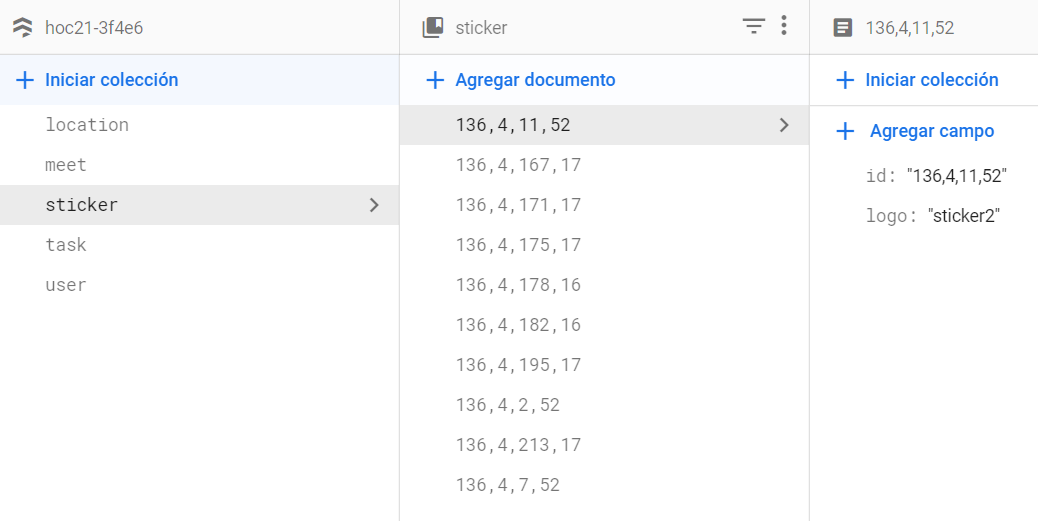 hoc21-3f4e6
Iniciar colección
location
meet
sticker
task
user
sticker
Agregar documento
136,4,11,52
136,4,167,17
136,4,171,17
136,4,175,17
136,4,178,16
136,4,182,16
136,4,195,17
136,4,2,52
136,4,213,17
136,4,7,52
136,4,11,52
Iniciar colección
Agregar campo
id: "136,4,11,52"
logo: "sticker2"